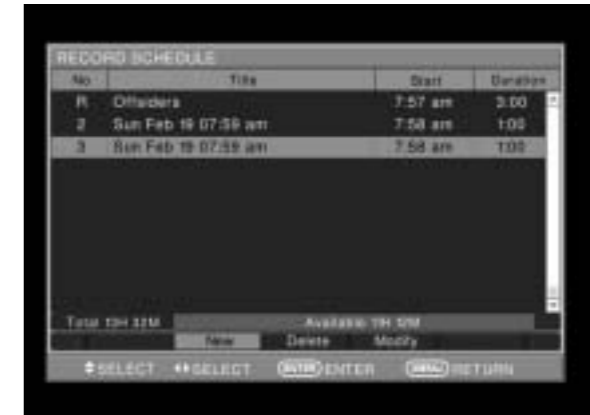 RECORD SCHEDULE
No Title Start Duration
R Offsiders 7:57 am 3:00
2 Sun Feb 19 07:59 am 7:58 am 1:00
3 Sun Feb 19 07:59 am 7:58 am 1:00
Total Available
New Delete Modify
SELECT SELECT ENTER ENTER MENU RETURN